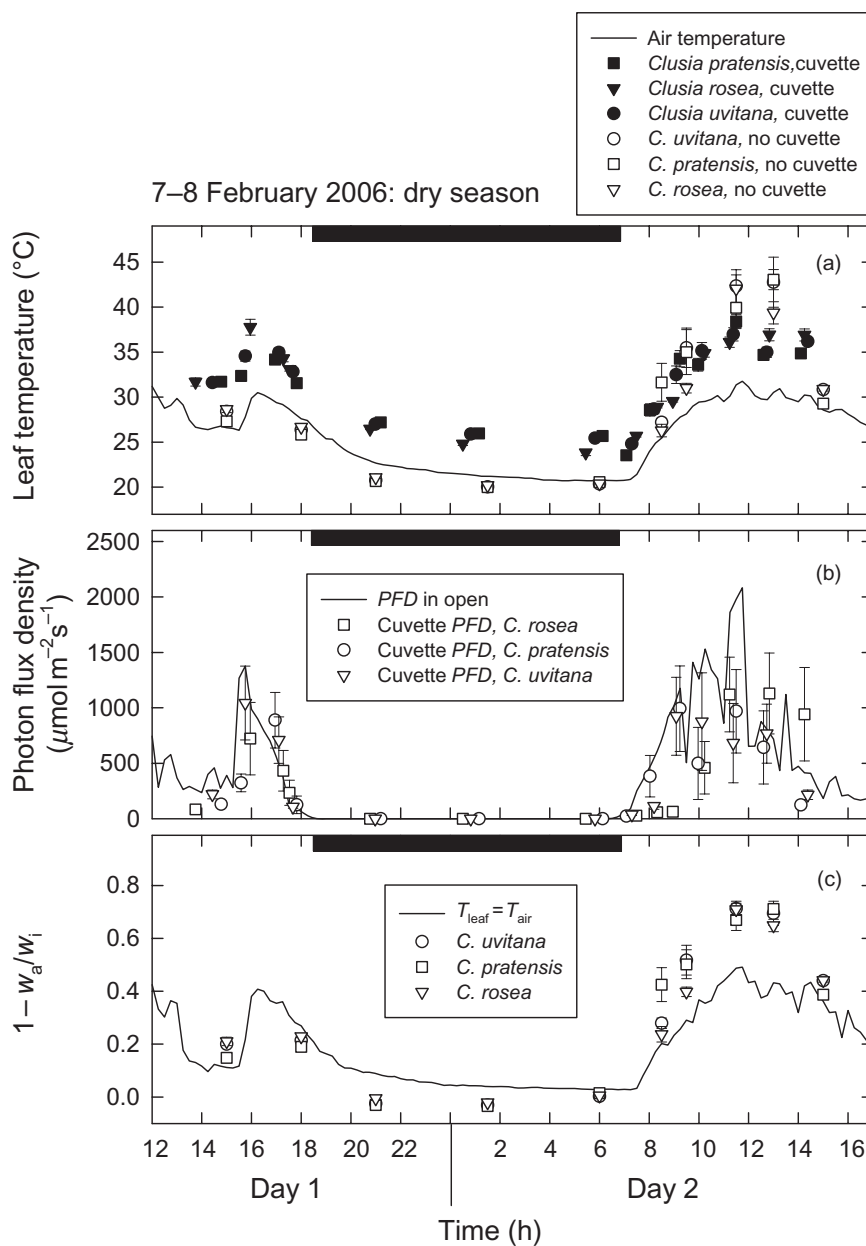 Air temperature
Clusia pratensis,cuvette
Clusia rosea, cuvette
Clusia uvitana, cuvette
C. uvitana, no cuvette
C. pratensis, no cuvette
C. rosea, no cuvette
7–8 February 2006: dry season
Leaf temperature (°C)
45
40
35
30
25
20
(a)
Photon flux density
(μmol m⁻² s⁻¹)
2500
2000
1500
1000
500
0
(b)
PFD in open
Cuvette PFD, C. rosea
Cuvette PFD, C. pratensis
Cuvette PFD, C. uvitana
1–wa/wi
0.8
0.6
0.4
0.2
0.0
(c)
Tleaf=Tair
C. uvitana
C. pratensis
C. rosea
12 14 16 18 20 22 2 4 6 8 10 12 14 16
Day 1 Day 2
Time (h)